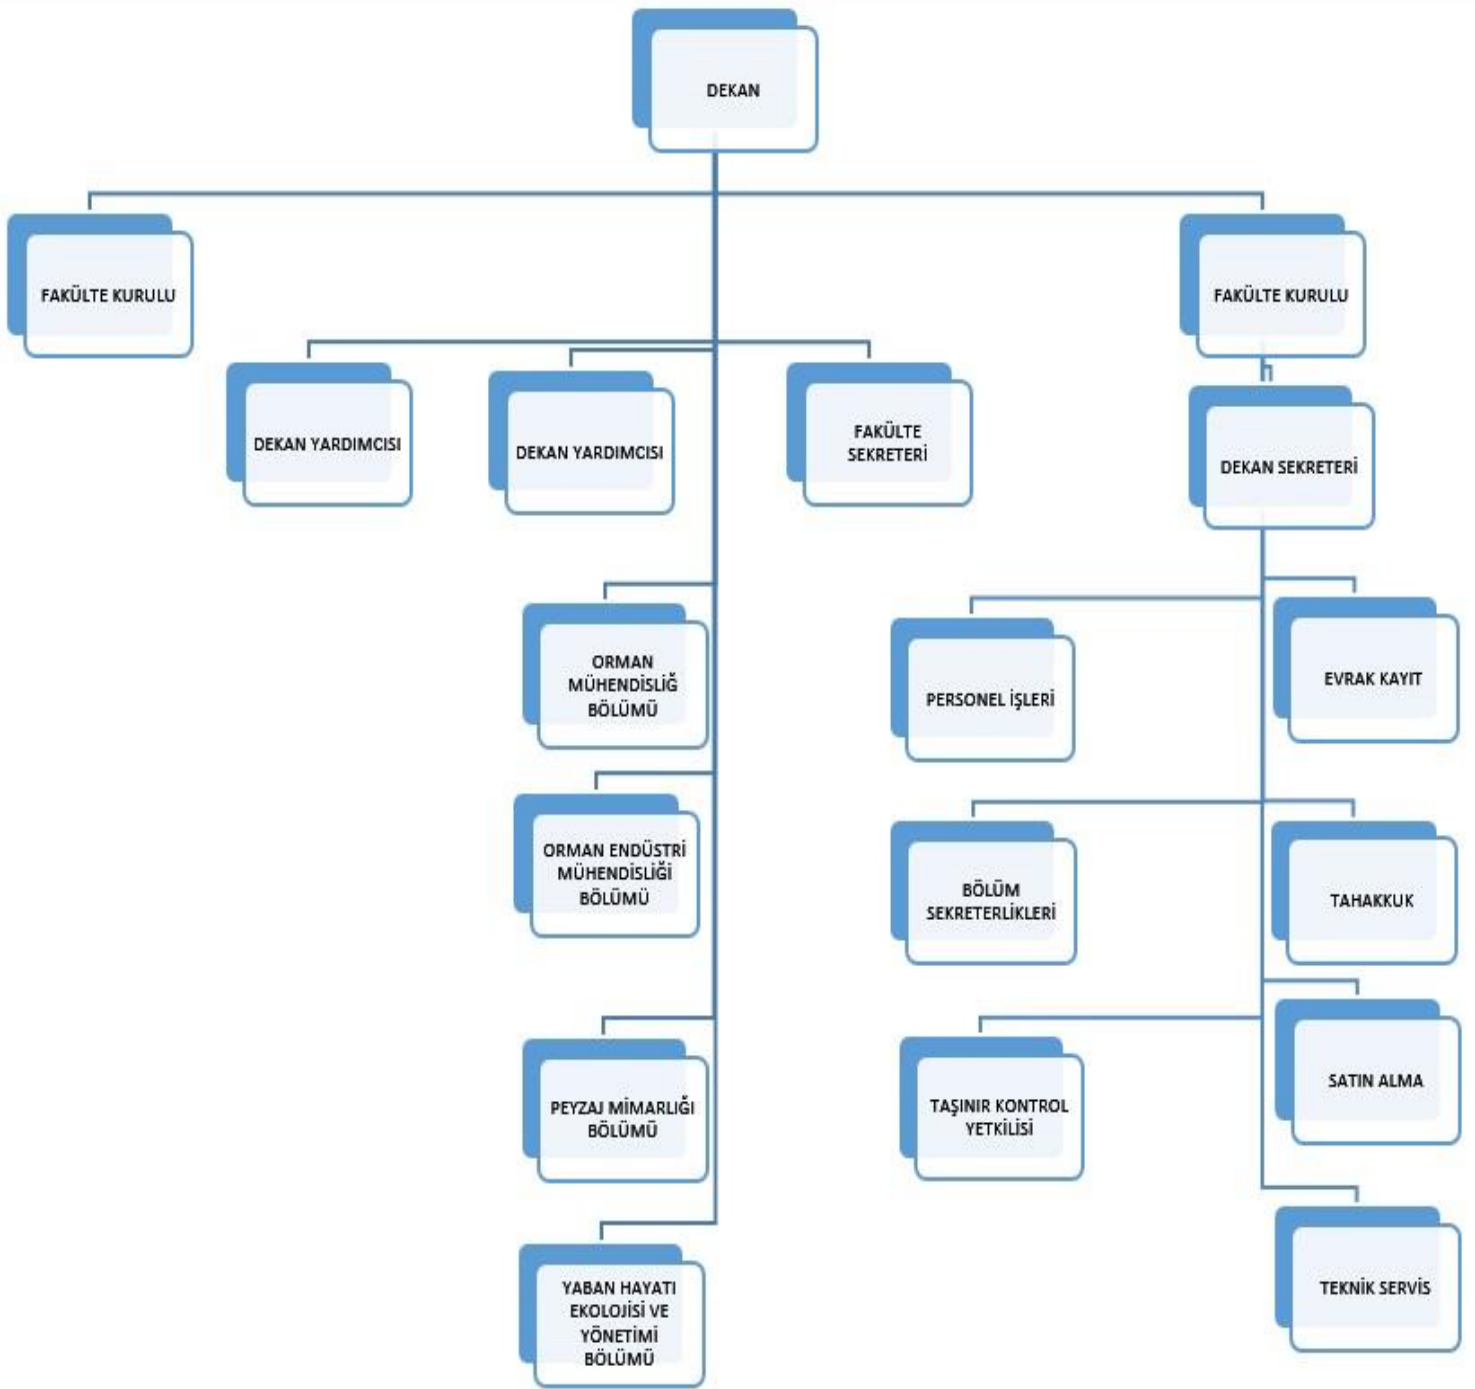 DEKAN
FAKÜLTE KURULU
FAKÜLTE KURULU
DEKAN YARDIMCISI
DEKAN YARDIMCISI
FAKÜLTE
SEKRETERİ
DEKAN SEKRETERİ
ORMAN
MÜHENDİSLİĞ
BÖLÜMÜ
PERSONEL İŞLERİ
EVRAK KAYIT
ORMAN ENDÜSTRİ
MÜHENDİSLİĞİ
BÖLÜMÜ
BÖLÜM
SEKRETERLİKLERİ
TAHAKKUK
PEYZAJ MİMARLIĞI
BÖLÜMÜ
TAŞINIR KONTROL
YETKİLİSİ
SATIN ALMA
YABAN HAYATI
EKOLOJİSİ VE
YÖNETİMİ
BÖLÜMÜ
TEKNİK SERVİS